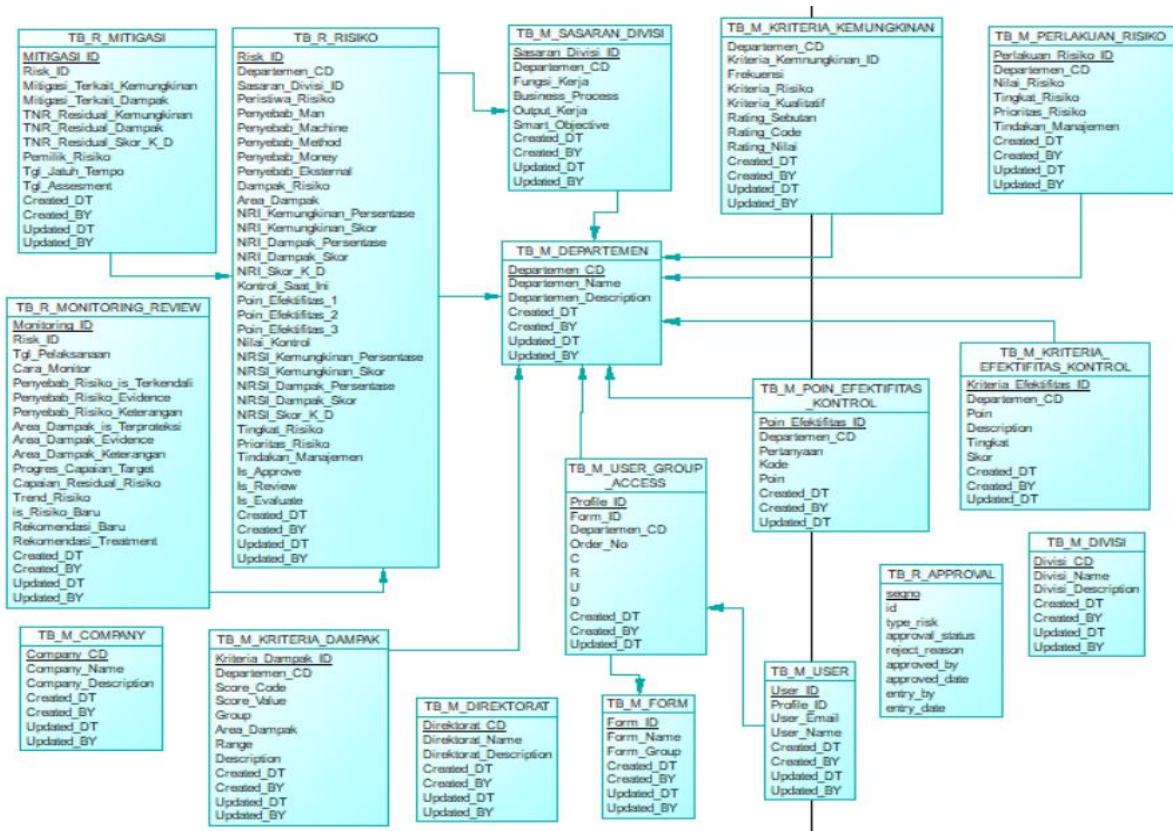 TB_R_MITIGASI
MITIGASI_ID
Risk_ID
Mitigasi_Terkait_Kemungkinan
Mitigasi_Terkait_Dampak
TNR_Residual_Kemungkinan
TNR_Residual_Dampak
TNR_Residual_Skor_K_D
Pemilik_Risiko
Tgl_Jatuh_Tempo
Tgl_Assesment
Created_DT
Created_BY
Updated_DT
Updated_BY
TB_R_RISIKO
Risk_ID
Departemen_CD
Sasaran_Divisi_ID
Peristiwa_Risiko
Penyebab_Man
Penyebab_Machine
Penyebab_Method
Penyebab_Money
Penyebab_Eksternal
Dampak_Risiko
Area_Dampak
NRI_Kemungkinan_Persentase
NRI_Kemungkinan_Skor
NRI_Dampak_Persentase
NRI_Dampak_Skor
NRI_Skor_K_D
Kontrol_Saat_Ini
Poin_Efektifitas_1
Poin_Efektifitas_2
Poin_Efektifitas_3
Nilai_Kontrol
NRSI_Kemungkinan_Persentase
NRSI_Kemungkinan_Skor
NRSI_Dampak_Persentase
NRSI_Dampak_Skor
NRSI_Skor_K_D
Tingkat_Risiko
Prioritas_Risiko
Tindakan_Manajemen
Is_Approve
Is_Review
Is_Evaluate
Created_DT
Created_BY
Updated_DT
Updated_BY
TB_M_SASARAN_DIVISI
Sasaran_Divisi_ID
Departemen_CD
Fungsi_Kerja
Business_Process
Output_Kerja
Smart_Objective
Created_DT
Created_BY
Updated_DT
Updated_BY
TB_M_KRITERIA_KEMUNGKINAN
Departemen_CD
Kriteria_Kemnungkinan_ID
Frekuensi
Kriteria_Risiko
Kriteria_Kualitatif
Rating_Sebutan
Rating_Code
Rating_Nilai
Created_DT
Created_BY
Updated_DT
Updated_BY
TB_M_PERLAKUAN_RISIKO
Perlakuan_Risiko_ID
Departemen_CD
Nilai_Risiko
Tingkat_Risiko
Prioritas_Risiko
Tindakan_Manajemen
Created_DT
Created_BY
Updated_DT
Updated_BY
TB_M_DEPARTEMEN
Departemen_CD
Departemen_Name
Departemen_Description
Created_DT
Created_BY
Updated_DT
Updated_BY
TB_R_MONITORING_REVIEW
Monitoring_ID
Risk_ID
Tgl_Pelaksanaan
Cara_Monitor
Penyebab_Risiko_is_Terkendali
Penyebab_Risiko_Evidence
Penyebab_Risiko_Keterangan
Area_Dampak_is_Terproteksi
Area_Dampak_Evidence
Area_Dampak_Keterangan
Progres_Capaian_Target
Capaian_Residual_Risiko
Trend_Risiko
is_Risiko_Baru
Rekomendasi_Baru
Rekomendasi_Treatment
Created_DT
Created_BY
Updated_DT
Updated_BY
TB_M_KRITERIA_
EFEKTIFITAS_KONTROL
Kriteria_Efektifitas_ID
Departemen_CD
Poin
Description
Tingkat
Skor
Created_DT
Created_BY
Updated_DT
TB_M_POIN_EFEKTIFITAS
_KONTROL
Poin_Efektifitas_ID
Departemen_CD
Pertanyaan
Kode
Poin
Created_DT
Created_BY
Updated_DT
TB_M_USER_GROUP
_ACCESS
Profile_ID
Form_ID
Departemen_CD
Order_No
C
R
U
D
Created_DT
Created_BY
Updated_DT
TB_M_DIVISI
Divisi_CD
Divisi_Name
Divisi_Description
Created_DT
Created_BY
Updated_DT
Updated_BY
TB_R_APPROVAL
seqno
id
type_risk
approval_status
reject_reason
approved_by
approved_date
entry_by
entry_date
TB_M_COMPANY
Company_CD
Company_Name
Company_Description
Created_DT
Created_BY
Updated_DT
Updated_BY
TB_M_KRITERIA_DAMPAK
Kriteria_Dampak_ID
Departemen_CD
Score_Code
Score_Value
Group
Area_Dampak
Range
Description
Created_DT
Created_BY
Updated_DT
Updated_BY
TB_M_DIREKTORAT
Direktorat_CD
Direktorat_Name
Direktorat_Description
Created_DT
Created_BY
Updated_DT
Updated_BY
TB_M_FORM
Form_ID
Form_Name
Form_Group
Created_DT
Created_BY
Updated_DT
Updated_BY
TB_M_USER
User_ID
Profile_ID
User_Email
User_Name
Created_DT
Created_BY
Updated_DT
Updated_BY